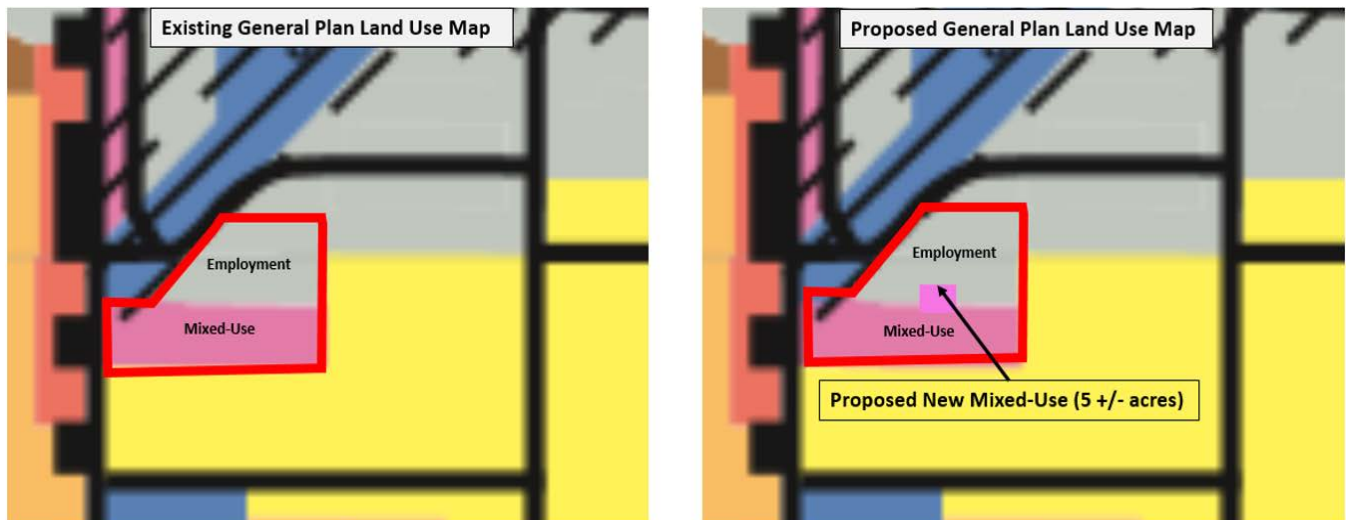 Existing General Plan Land Use Map
Employment
Mixed-Use
Proposed General Plan Land Use Map
Employment
Mixed-Use
Proposed New Mixed-Use (5 +/- acres)